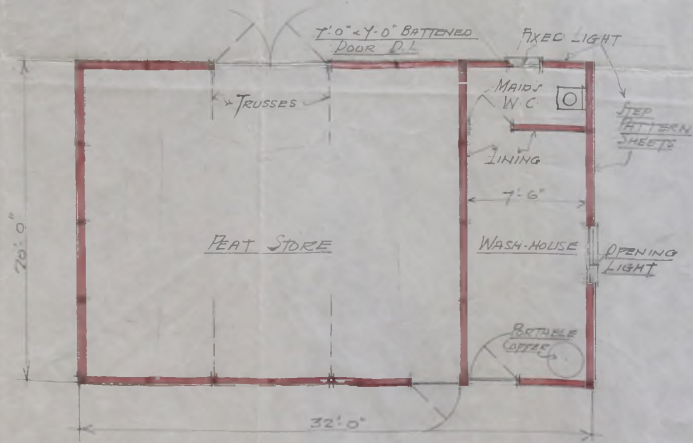 7'.0" x 4'.0" BATTENED
DOOR D.L
FIXED LIGHT
TRUSSES
MAIDS
W.C
STEP
PATTERN
SHEETS
LINING
7'-6"
20'.0"
PEAT STORE
WASH-HOUSE
OPENING
LIGHT
PORTABLE
COPPER
32'.0"